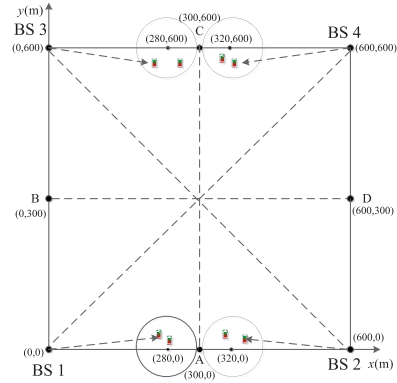 y(m)
BS 3
(0,600)
(300,600)
C
(280,600)
(320,600)
BS 4
(600,600)
B
(0,300)
D
(600,300)
(0,0)
BS 1
(280,0)
A
(300,0)
(320,0)
(600,0)
BS 2
x(m)